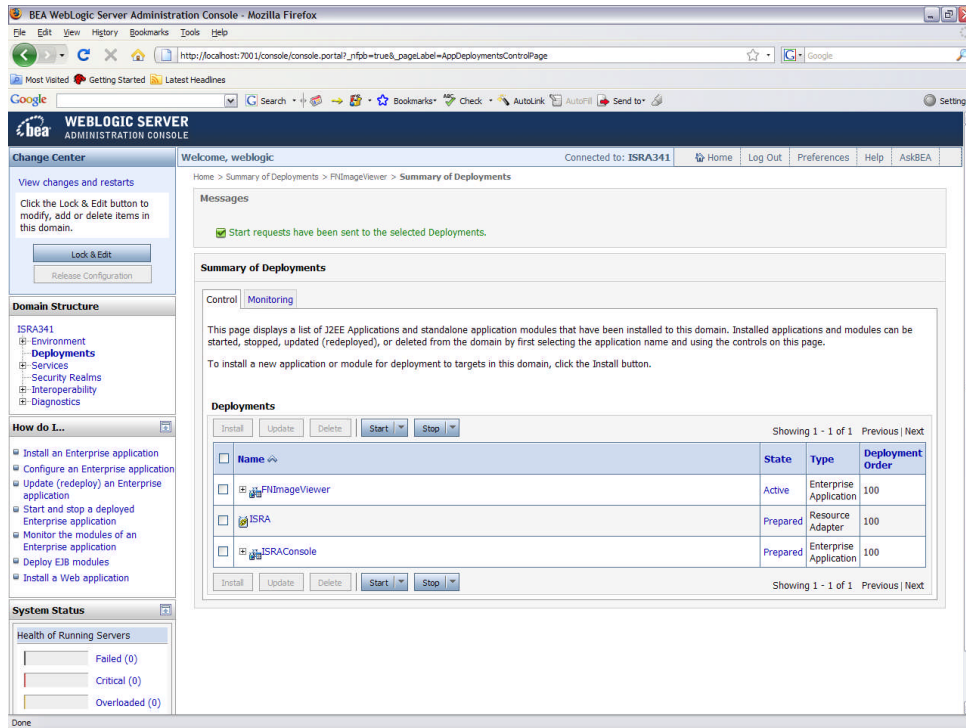 BEA WebLogic Server Administration Console - Mozilla Firefox
File Edit View History Bookmarks Tools Help
http://localhost:7001/console/console.portal?_nfpb=true&_pageLabel=AppDeploymentsControlPage
Google
Most Visited Getting Started Latest Headlines
Google Search Bookmarks Check AutoLink AutoFill Send to Setting
bea WEBLOGIC SERVER
ADMINISTRATION CONSOLE
Change Center
View changes and restarts
Click the Lock & Edit button to
modify, add or delete items in
this domain.
Lock & Edit
Release Configuration
Domain Structure
ISRA341
Environment
Deployments
Services
Security Realms
Interoperability
Diagnostics
How do I...
Install an Enterprise application
Configure an Enterprise application
Update (redeploy) an Enterprise
application
Start and stop a deployed
Enterprise application
Monitor the modules of an
Enterprise application
Deploy EJB modules
Install a Web application
System Status
Health of Running Servers
Failed (0)
Critical (0)
Overloaded (0)
Welcome, weblogic Connected to: ISRA341 Home Log Out Preferences Help AskBEA
Home > Summary of Deployments > FNImageViewer > Summary of Deployments
Messages
Start requests have been sent to the selected Deployments.
Summary of Deployments
Control Monitoring
This page displays a list of J2EE Applications and standalone application modules that have been installed to this domain. Installed applications and modules can be
started, stopped, updated (redeployed), or deleted from the domain by first selecting the application name and using the controls on this page.
To install a new application or module for deployment to targets in this domain, click the Install button.
Deployments
Install Update Delete Start Stop Showing 1 - 1 of 1 Previous | Next
Name State Type Deployment
Order
FNImageViewer Active Enterprise
Application 100
ISRA Prepared Resource
Adapter 100
ISRAConsole Prepared Enterprise
Application 100
Install Update Delete Start Stop Showing 1 - 1 of 1 Previous | Next
Done